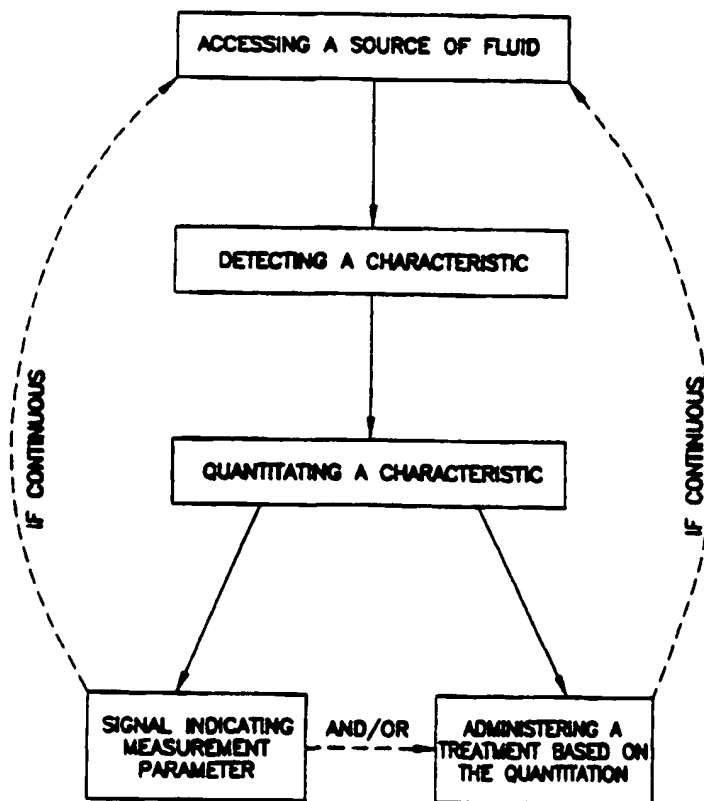 ACCESSING A SOURCE OF FLUID
DETECTING A CHARACTERISTIC
QUANTITATING A CHARACTERISTIC
IF CONTINUOUS
IF CONTINUOUS
SIGNAL INDICATING
MEASUREMENT
PARAMETER
AND/OR
ADMINISTERING A
TREATMENT BASED ON
THE QUANTITATION